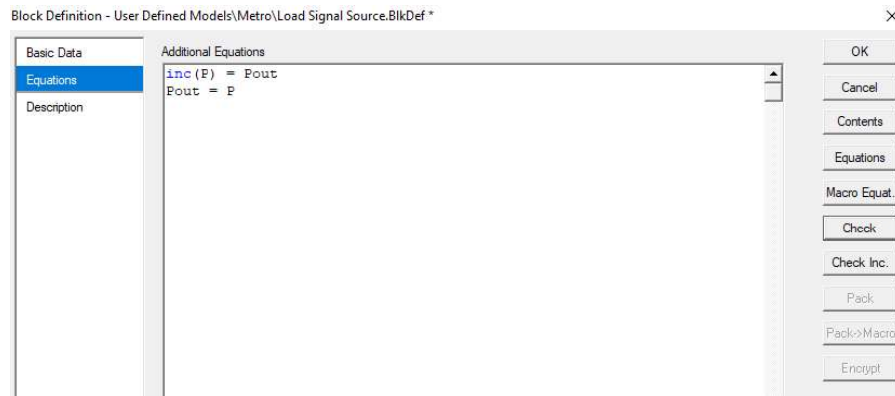 Block Definition - User Defined Models\Metro\Load Signal Source.BlkDef *
Basic Data
Equations
Description
Additional Equations
inc(P) = Pout
Pout = P
OK
Cancel
Contents
Equations
Macro Equat.
Check
Check Inc.
Pack
Pack->Macro
Encrypt